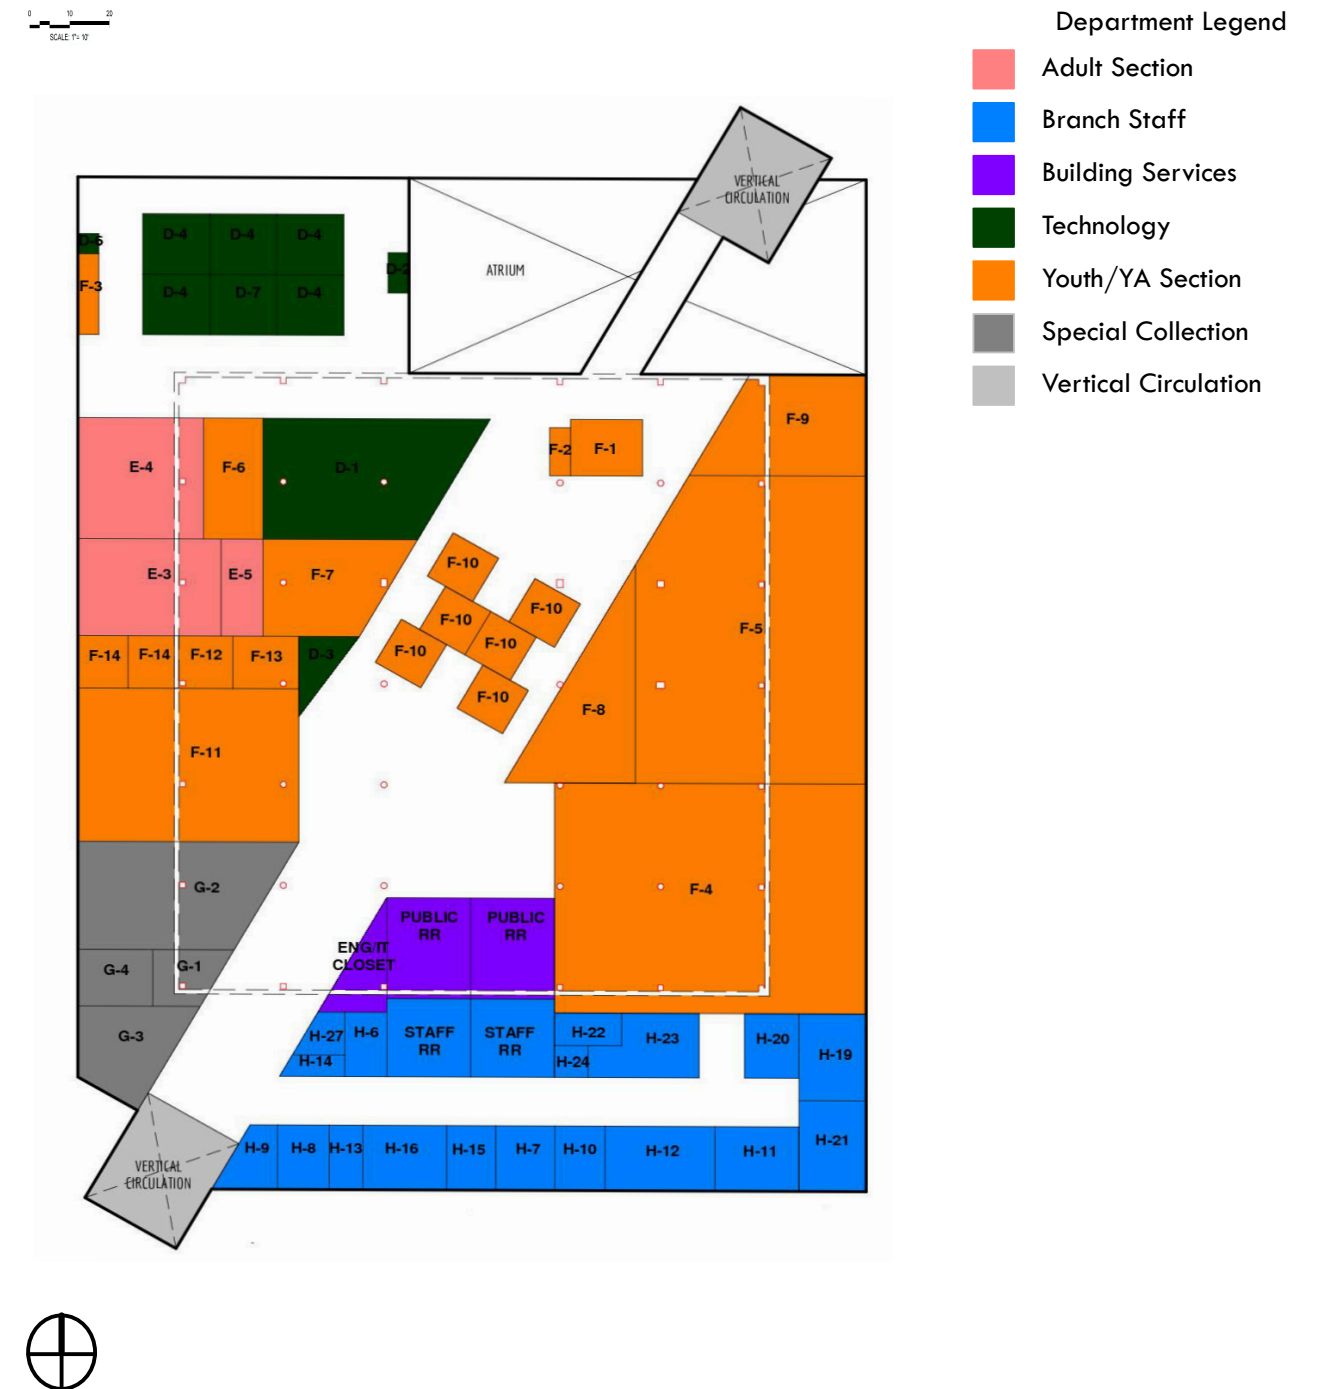 0 10 20
SCALE: 1"= 10'
Department Legend
Adult Section
Branch Staff
Building Services
Technology
Youth/YA Section
Special Collection
Vertical Circulation
VERTICAL
CIRCULATION
D-6
D-4 D-4 D-4
F-3
D-4 D-7 D-4
D-2
ATRIUM
F-9
E-4 F-6 D-1
F-2 F-1
E-3 E-5 F-7
F-10
F-10
F-10
F-10
F-10
F-10
F-5
F-14 F-14 F-12 F-13 D-3
F-8
F-11
G-2
F-4
PUBLIC
RR
PUBLIC
RR
ENG/IT
CLOSET
G-4 G-1
G-3
H-27 H-6
H-14
STAFF
RR
STAFF
RR
H-22 H-23
H-24
H-20 H-19
H-21
H-9 H-8 H-13 H-16 H-15 H-7 H-10 H-12 H-11
VERTICAL
CIRCULATION